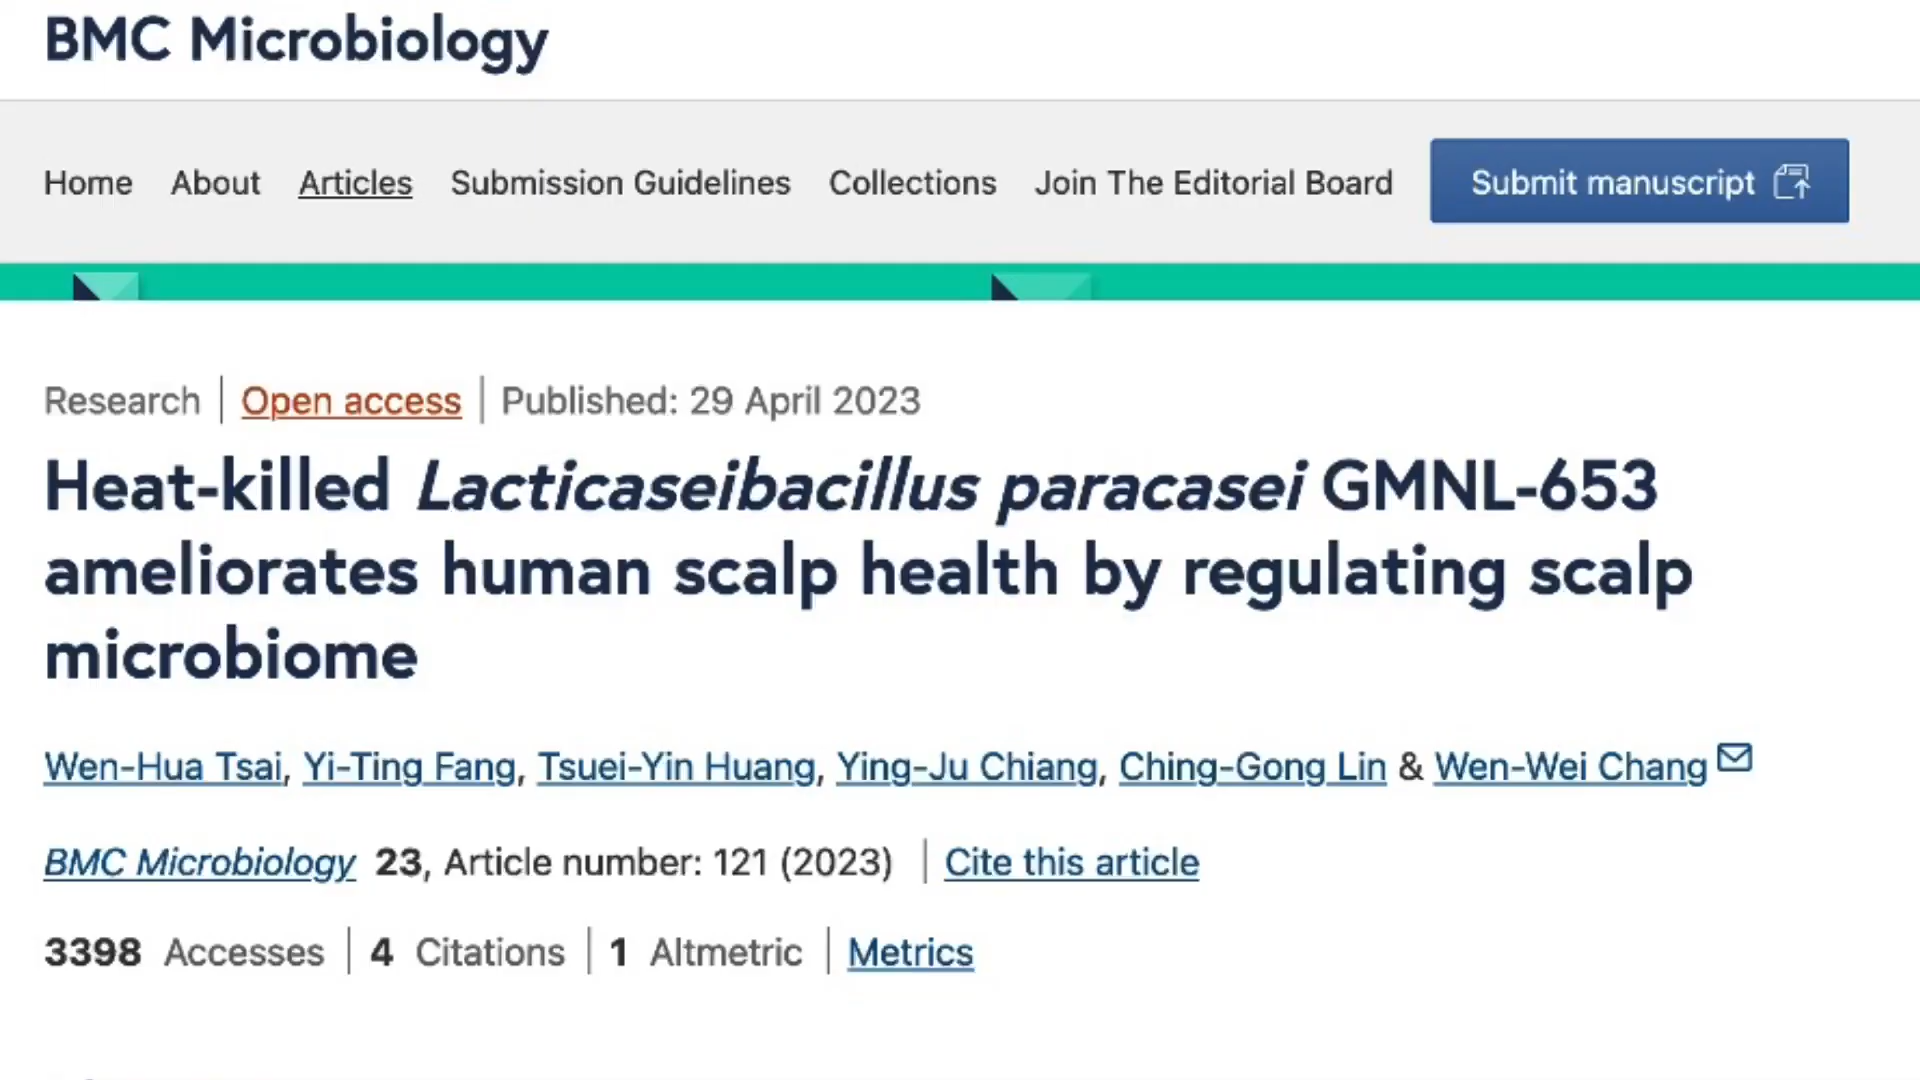 BMC Microbiology
Home About Articles Submission Guidelines Collections Join The Editorial Board Submit manuscript
Research | Open access | Published: 29 April 2023
Heat-killed Lacticaseibacillus paracasei GMNL-653
ameliorates human scalp health by regulating scalp
microbiome
Wen-Hua Tsai, Yi-Ting Fang, Tsuei-Yin Huang, Ying-Ju Chiang, Ching-Gong Lin & Wen-Wei Chang
BMC Microbiology 23, Article number: 121 (2023) | Cite this article
3398 Accesses | 4 Citations | 1 Altmetric | Metrics